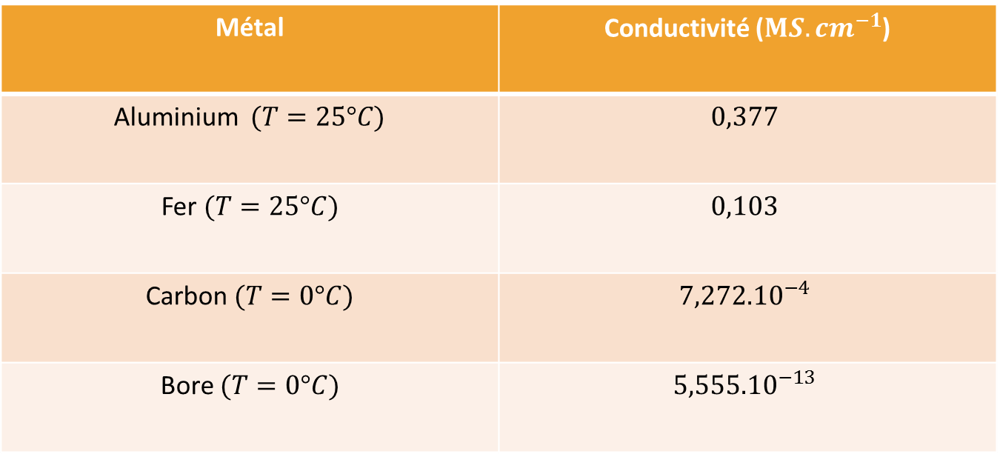 Métal
Conductivité (MS.cm⁻¹)
Aluminium (T = 25°C)
0,377
Fer (T = 25°C)
0,103
Carbon (T = 0°C)
7,272.10⁻⁴
Bore (T = 0°C)
5,555.10⁻¹³